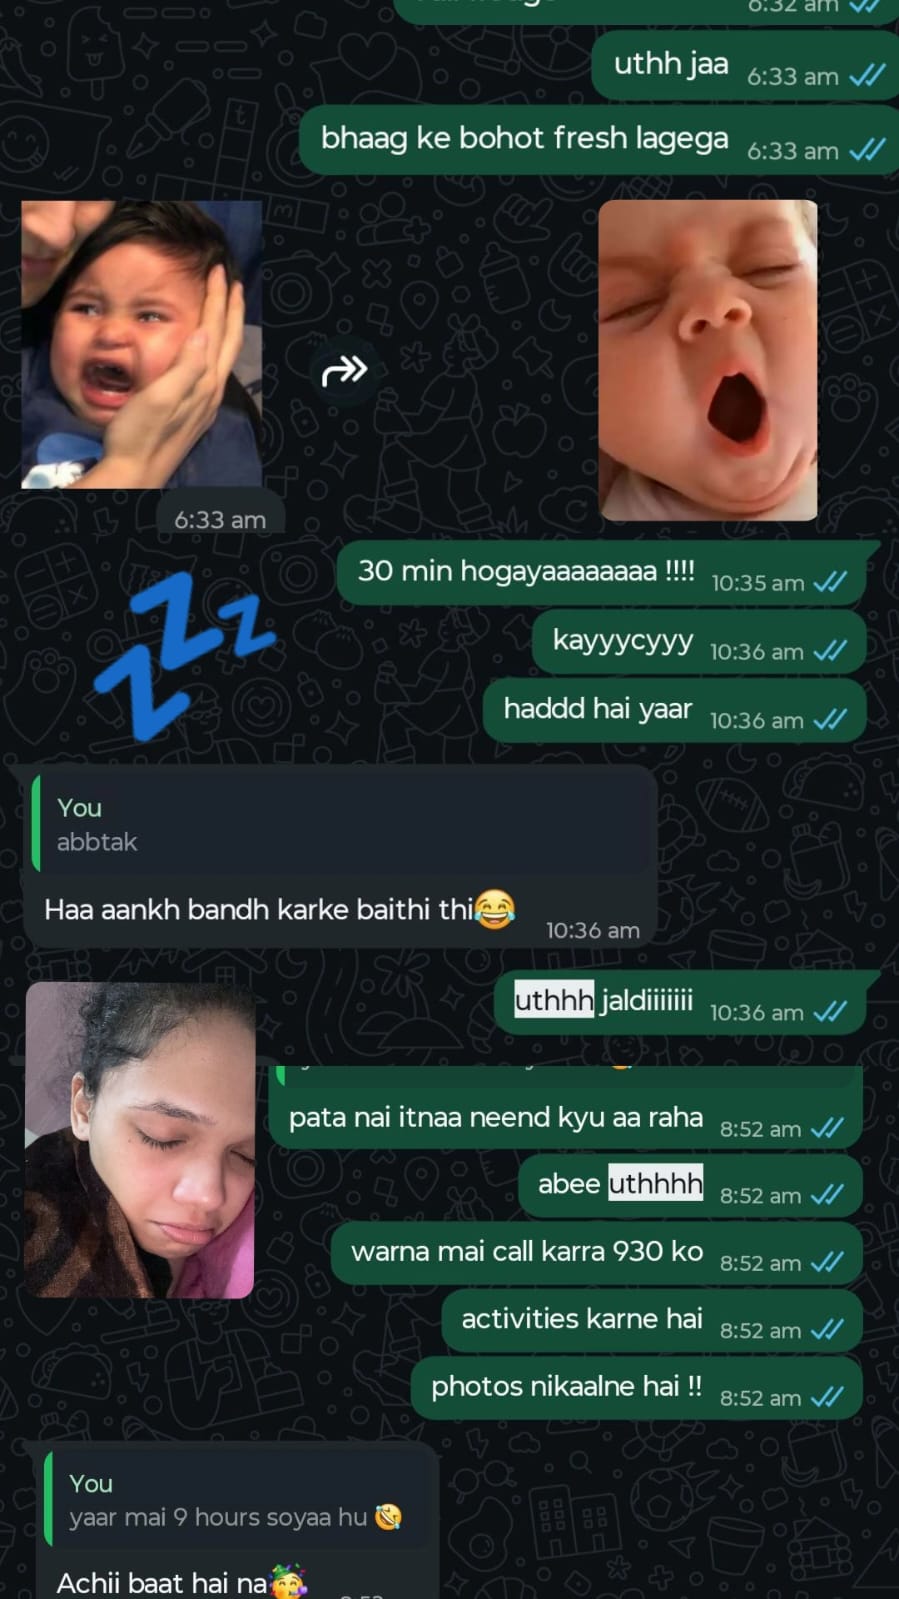 6:32 am
uthh jaa 6:33 am
bhaag ke bohot fresh lagega 6:33 am
6:33 am
30 min hogayaaaaaaaa !!!! 10:35 am
kayyycyyy 10:36 am
haddd hai yaar 10:36 am
You
abbtak
Haa aankh bandh karke baithi thi😂 10:36 am
uthhh jaldiiiiiii 10:36 am
pata nai itnaa neend kyu aa raha 8:52 am
abee uthhhh 8:52 am
warna mai call karra 930 ko 8:52 am
activities karne hai 8:52 am
photos nikaalne hai !! 8:52 am
You
yaar mai 9 hours soyaa hu 🤣
Achii baat hai na🥳